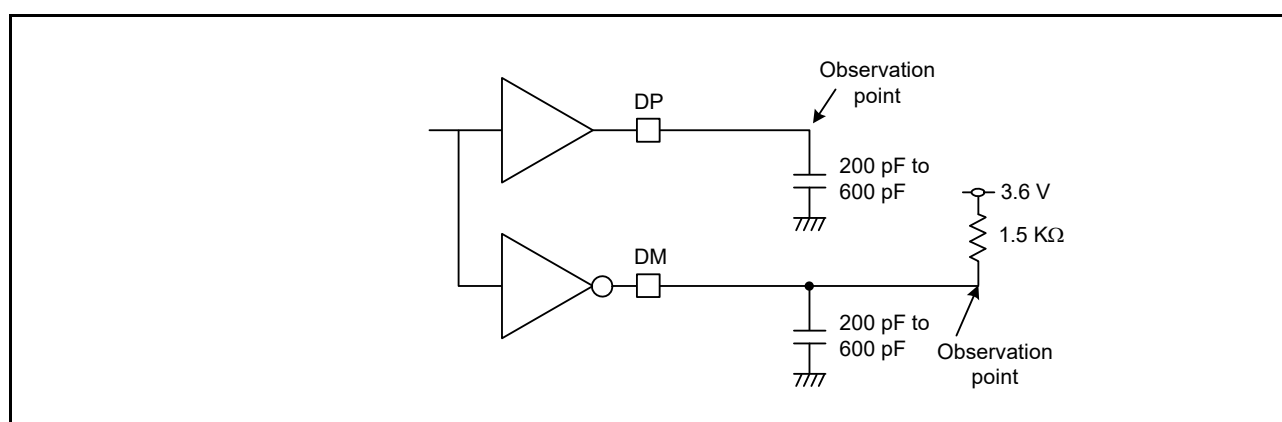 Observation
point
DP
200 pF to
600 pF
3.6 V
1.5 KΩ
DM
200 pF to
600 pF
Observation
point